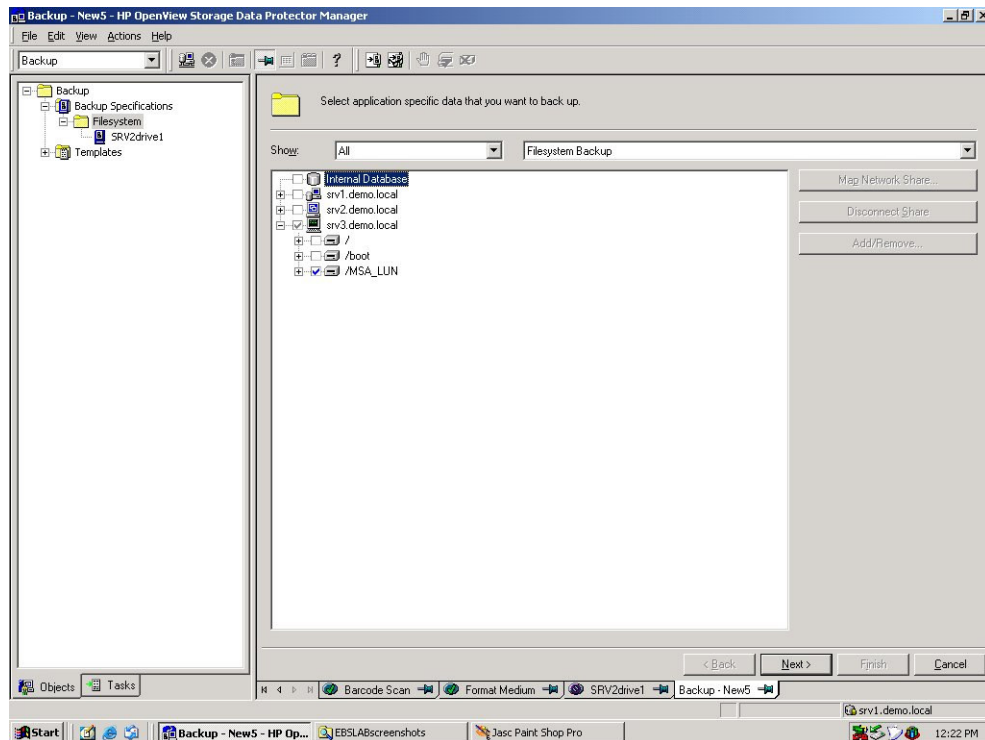 Backup - New5 - HP OpenView Storage Data Protector Manager
File Edit View Actions Help
Backup
Backup
Backup Specifications
Filesystem
SRV2drive1
Templates
Select application specific data that you want to back up.
Show: All Filesystem Backup
Internal Database
srv1.demo.local
srv2.demo.local
srv3.demo.local
/
/boot
/MSA_LUN
Map Network Share...
Disconnect Share
Add/Remove...
< Back Next > Finish Cancel
Objects Tasks
Barcode Scan Format Medium SRV2drive1 Backup - New5
srv1.demo.local
Start Backup - New5 - HP Op... EBSLABscreenshots Jasc Paint Shop Pro 12:22 PM